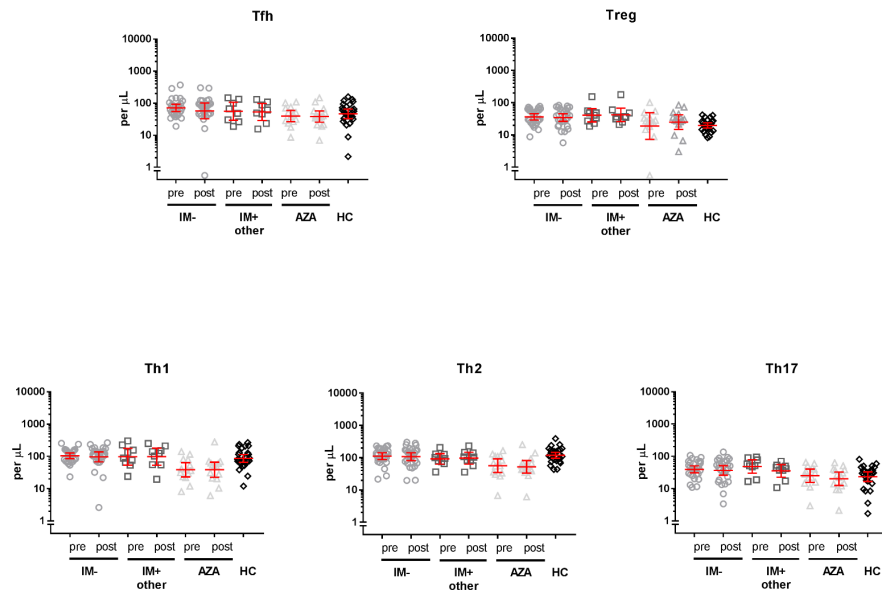 Tfh
10000
1000
100
10
1
per µL
pre post pre post pre post
IM- IM+ AZA HC
other
Treg
10000
1000
100
10
1
per µL
pre post pre post pre post
IM- IM+ AZA HC
other
Th1
10000
1000
100
10
1
per µL
pre post pre post pre post
IM- IM+ AZA HC
other
Th2
10000
1000
100
10
1
per µL
pre post pre post pre post
IM- IM+ AZA HC
other
Th17
10000
1000
100
10
1
per µL
pre post pre post pre post
IM- IM+ AZA HC
other